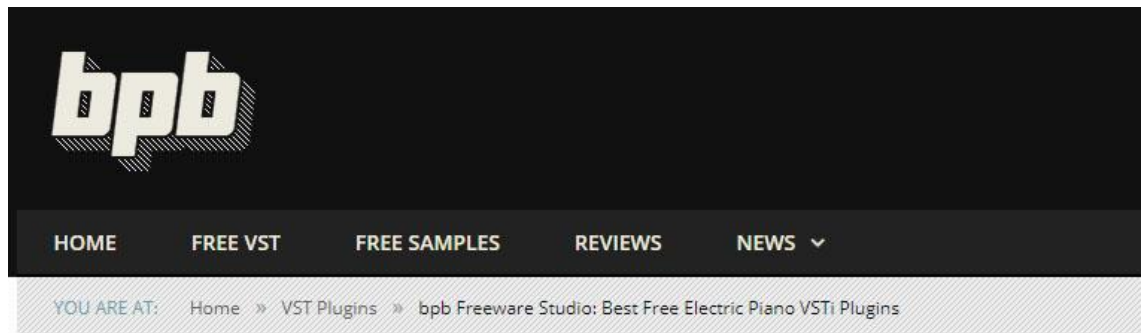 bpb
HOME FREE VST FREE SAMPLES REVIEWS NEWS
YOU ARE AT: Home » VST Plugins » bpb Freeware Studio: Best Free Electric Piano VSTi Plugins